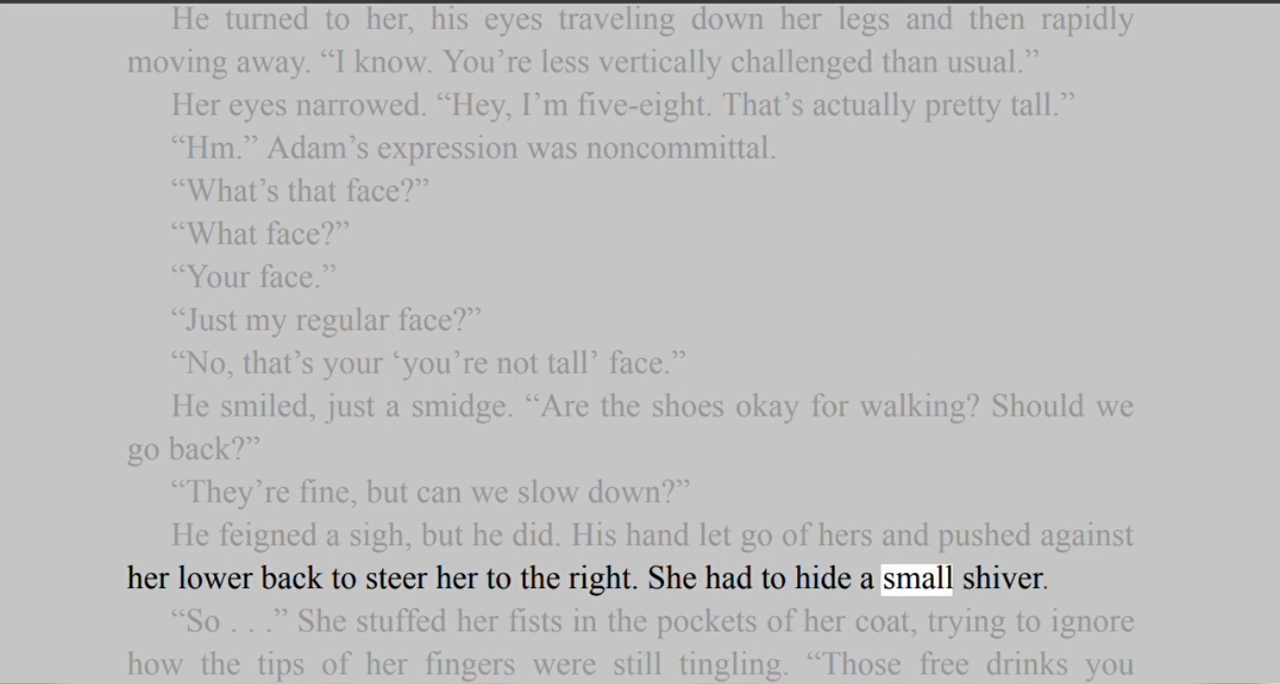 He turned to her, his eyes traveling down her legs and then rapidly
moving away. “I know. You’re less vertically challenged than usual.”
Her eyes narrowed. “Hey, I’m five-eight. That’s actually pretty tall.”
“Hm.” Adam’s expression was noncommittal.
“What’s that face?”
“What face?”
“Your face.”
“Just my regular face?”
“No, that’s your ‘you’re not tall’ face.”
He smiled, just a smidge. “Are the shoes okay for walking? Should we
go back?”
“They’re fine, but can we slow down?”
He feigned a sigh, but he did. His hand let go of hers and pushed against
her lower back to steer her to the right. She had to hide a small shiver.
“So . . .” She stuffed her fists in the pockets of her coat, trying to ignore
how the tips of her fingers were still tingling. “Those free drinks you